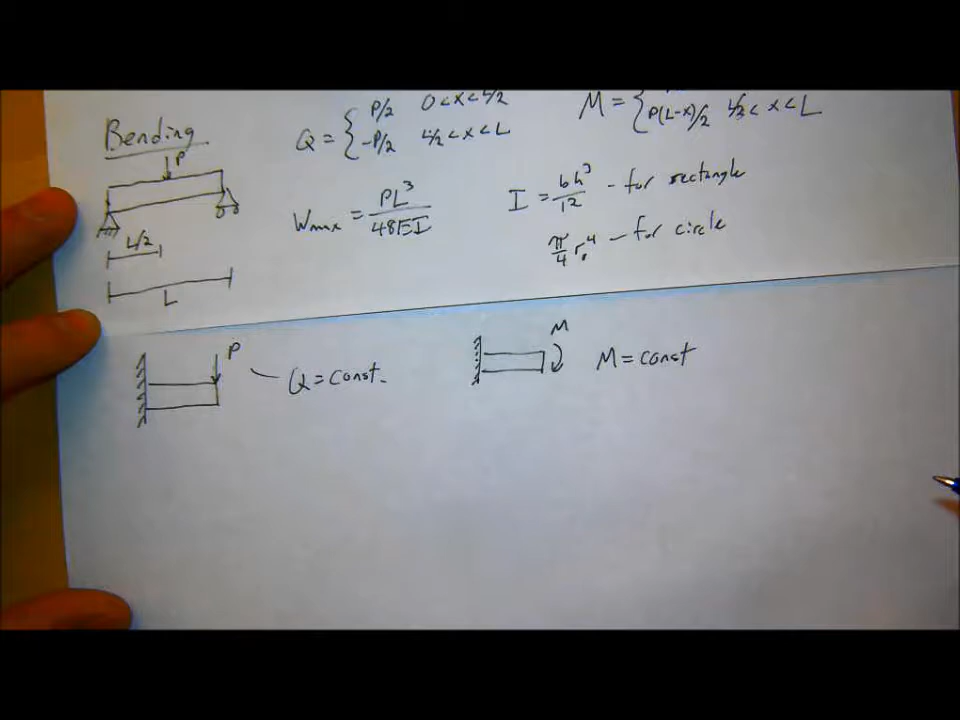 Bending
P
L/2
L
Q = { P/2 0<x<L/2
-P/2 L/2<x<L
M = {
P(L-x)/2 L/2< x<L
Wmax = PL³/48EI
I = bh³/12 - for rectangle
π/4 r₀⁴ - for circle
P
Q = const.
M
M = const